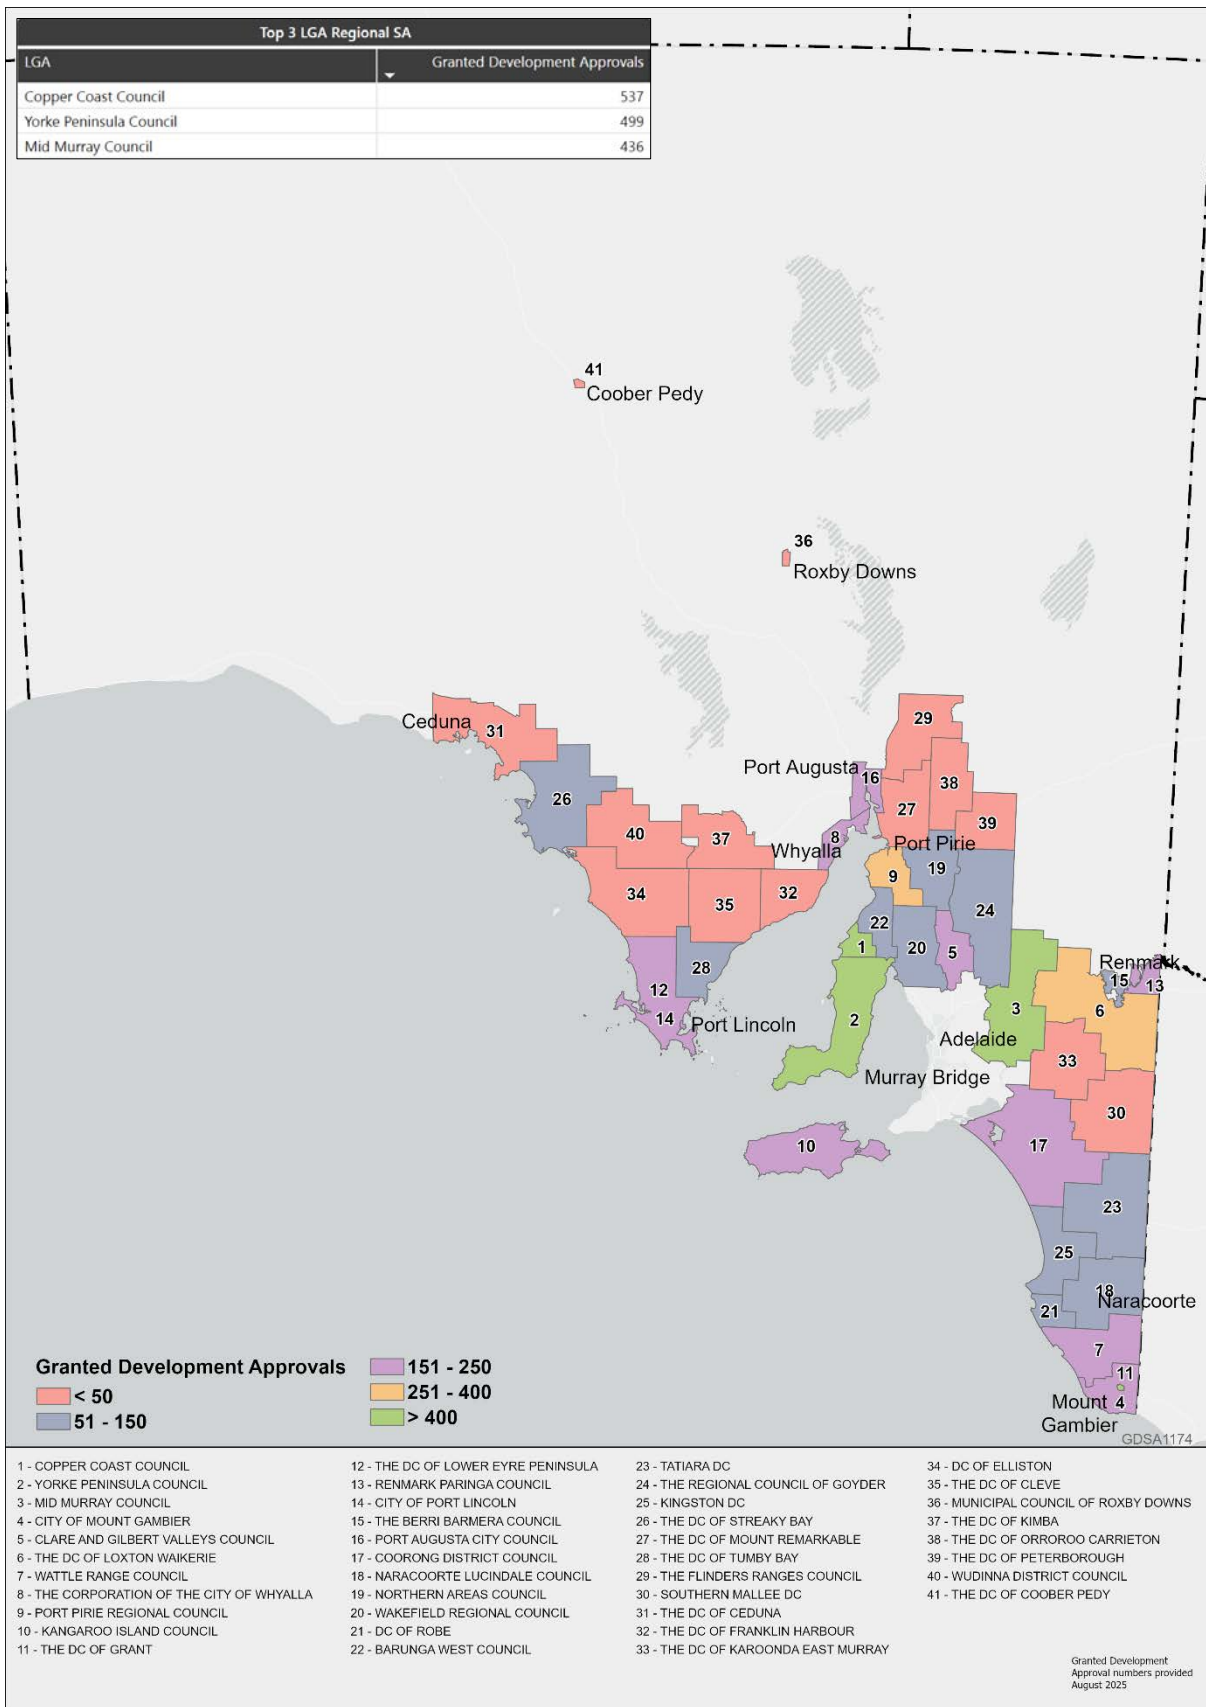 Top 3 LGA Regional SA
LGA Granted Development Approvals
Copper Coast Council 537
Yorke Peninsula Council 499
Mid Murray Council 436
41
Coober Pedy
36
Roxby Downs
29
Ceduna
31
Port Augusta
16
38
26
27
39
40
37
Whyalla
8
Port Pirie
19
9
34
35
32
24
22
20
5
1
28
Renmark
15
13
12
3
6
14
Port Lincoln
2
Adelaide
33
Murray Bridge
30
10
17
23
25
18
Naracoorte
21
7
11
Mount
Gambier
4
GDSA1174
Granted Development Approvals
< 50
51 - 150
151 - 250
251 - 400
> 400
1 - COPPER COAST COUNCIL
2 - YORKE PENINSULA COUNCIL
3 - MID MURRAY COUNCIL
4 - CITY OF MOUNT GAMBIER
5 - CLARE AND GILBERT VALLEYS COUNCIL
6 - THE DC OF LOXTON WAIKERIE
7 - WATTLE RANGE COUNCIL
8 - THE CORPORATION OF THE CITY OF WHYALLA
9 - PORT PIRIE REGIONAL COUNCIL
10 - KANGAROO ISLAND COUNCIL
11 - THE DC OF GRANT
12 - THE DC OF LOWER EYRE PENINSULA
13 - RENMARK PARINGA COUNCIL
14 - CITY OF PORT LINCOLN
15 - THE BERRI BARMERA COUNCIL
16 - PORT AUGUSTA CITY COUNCIL
17 - COORONG DISTRICT COUNCIL
18 - NARACOORTE LUCINDALE COUNCIL
19 - NORTHERN AREAS COUNCIL
20 - WAKEFIELD REGIONAL COUNCIL
21 - DC OF ROBE
22 - BARUNGA WEST COUNCIL
23 - TATIARA DC
24 - THE REGIONAL COUNCIL OF GOYDER
25 - KINGSTON DC
26 - THE DC OF STREAKY BAY
27 - THE DC OF MOUNT REMARKABLE
28 - THE DC OF TUMBY BAY
29 - THE FLINDERS RANGES COUNCIL
30 - SOUTHERN MALLEE DC
31 - THE DC OF CEDUNA
32 - THE DC OF FRANKLIN HARBOUR
33 - THE DC OF KAROONDA EAST MURRAY
34 - DC OF ELLISTON
35 - THE DC OF CLEVE
36 - MUNICIPAL COUNCIL OF ROXBY DOWNS
37 - THE DC OF KIMBA
38 - THE DC OF ORROROO CARRIETON
39 - THE DC OF PETERBOROUGH
40 - WUDINNA DISTRICT COUNCIL
41 - THE DC OF COOBER PEDY
Granted Development
Approval numbers provided
August 2025